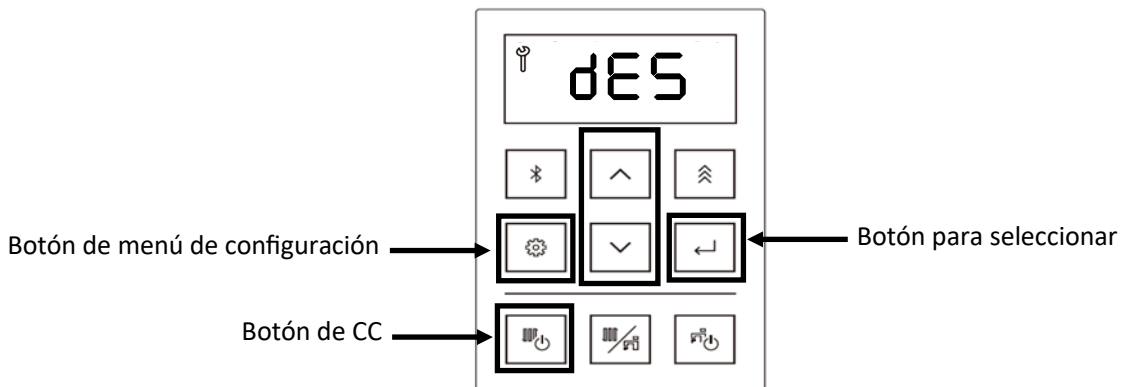 dES
Botón de menú de configuración
Botón para seleccionar
Botón de CC